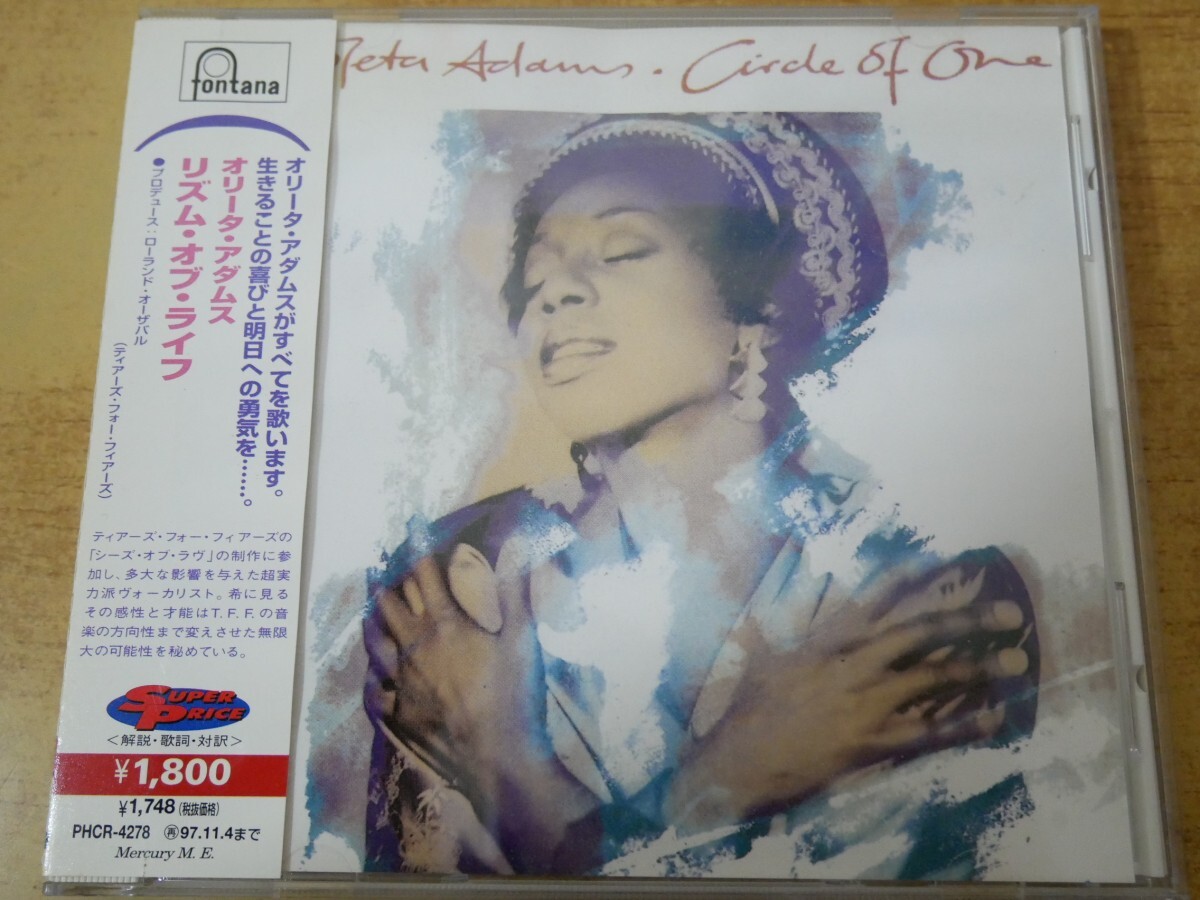 fontana
leta Adams. Circle of One
オリータ・アダムスがすべてを歌います。
生きることの喜びと明日への勇気を……。
オリータ・アダムス
リズム・オブ・ライフ
●プロデュース：ローランド・オーザバル
(ティアーズ・フォー・フィアーズ)
ティアーズ・フォー・フィアーズの
「シーズ・オブ・ラヴ」の制作に参
加し、多大な影響を与えた超実
力派ヴォーカリスト。希に見る
その感性と才能はT.F.F.の音
楽の方向性まで変えさせた無限
大の可能性を秘めている。
SUPER
PRICE
＜解説・歌詞・対訳＞
¥1,800
¥1,748(税抜価格)
PHCR-4278 ㊢97.11.4まで
Mercury M. E.